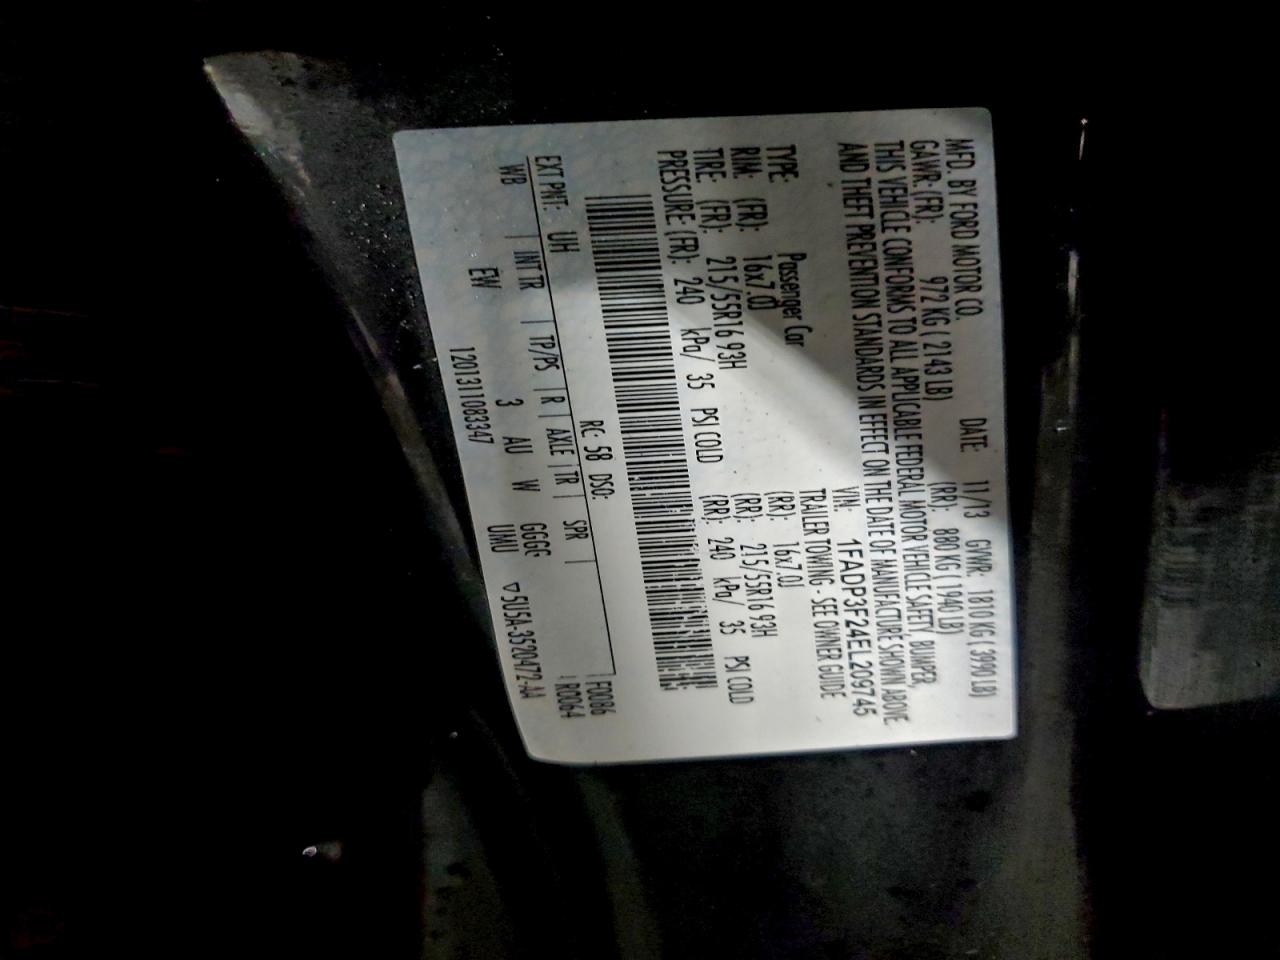 MFD. BY FORD MOTOR CO. DATE: 11/13 GVWR: 1810 KG ( 3990 LB)
GAWR: (FR): 972 KG ( 2143 LB) (RR): 880 KG ( 1940 LB)
THIS VEHICLE CONFORMS TO ALL APPLICABLE FEDERAL MOTOR VEHICLE SAFETY, BUMPER,
AND THEFT PREVENTION STANDARDS IN EFFECT ON THE DATE OF MANUFACTURE SHOWN ABOVE.
VIN: 1FADP3F24EL209745
TYPE: Passenger Car TRAILER TOWING - SEE OWNER GUIDE
RIM: (FR): 16x7.0J (RR): 16x7.0J
TIRE: (FR): 215/55R16 93H (RR): 215/55R16 93H
PRESSURE: (FR): 240 kPa/ 35 PSI COLD (RR): 240 kPa/ 35 PSI COLD
EXT PNT: UH RC: 58 DSO: F0086
WB | INT TR | TP/PS | R | AXLE | TR | SPR | R0064
EW 3 AU W GGGG
120131108334​7 UMU ▽5U5A-3520472-AA